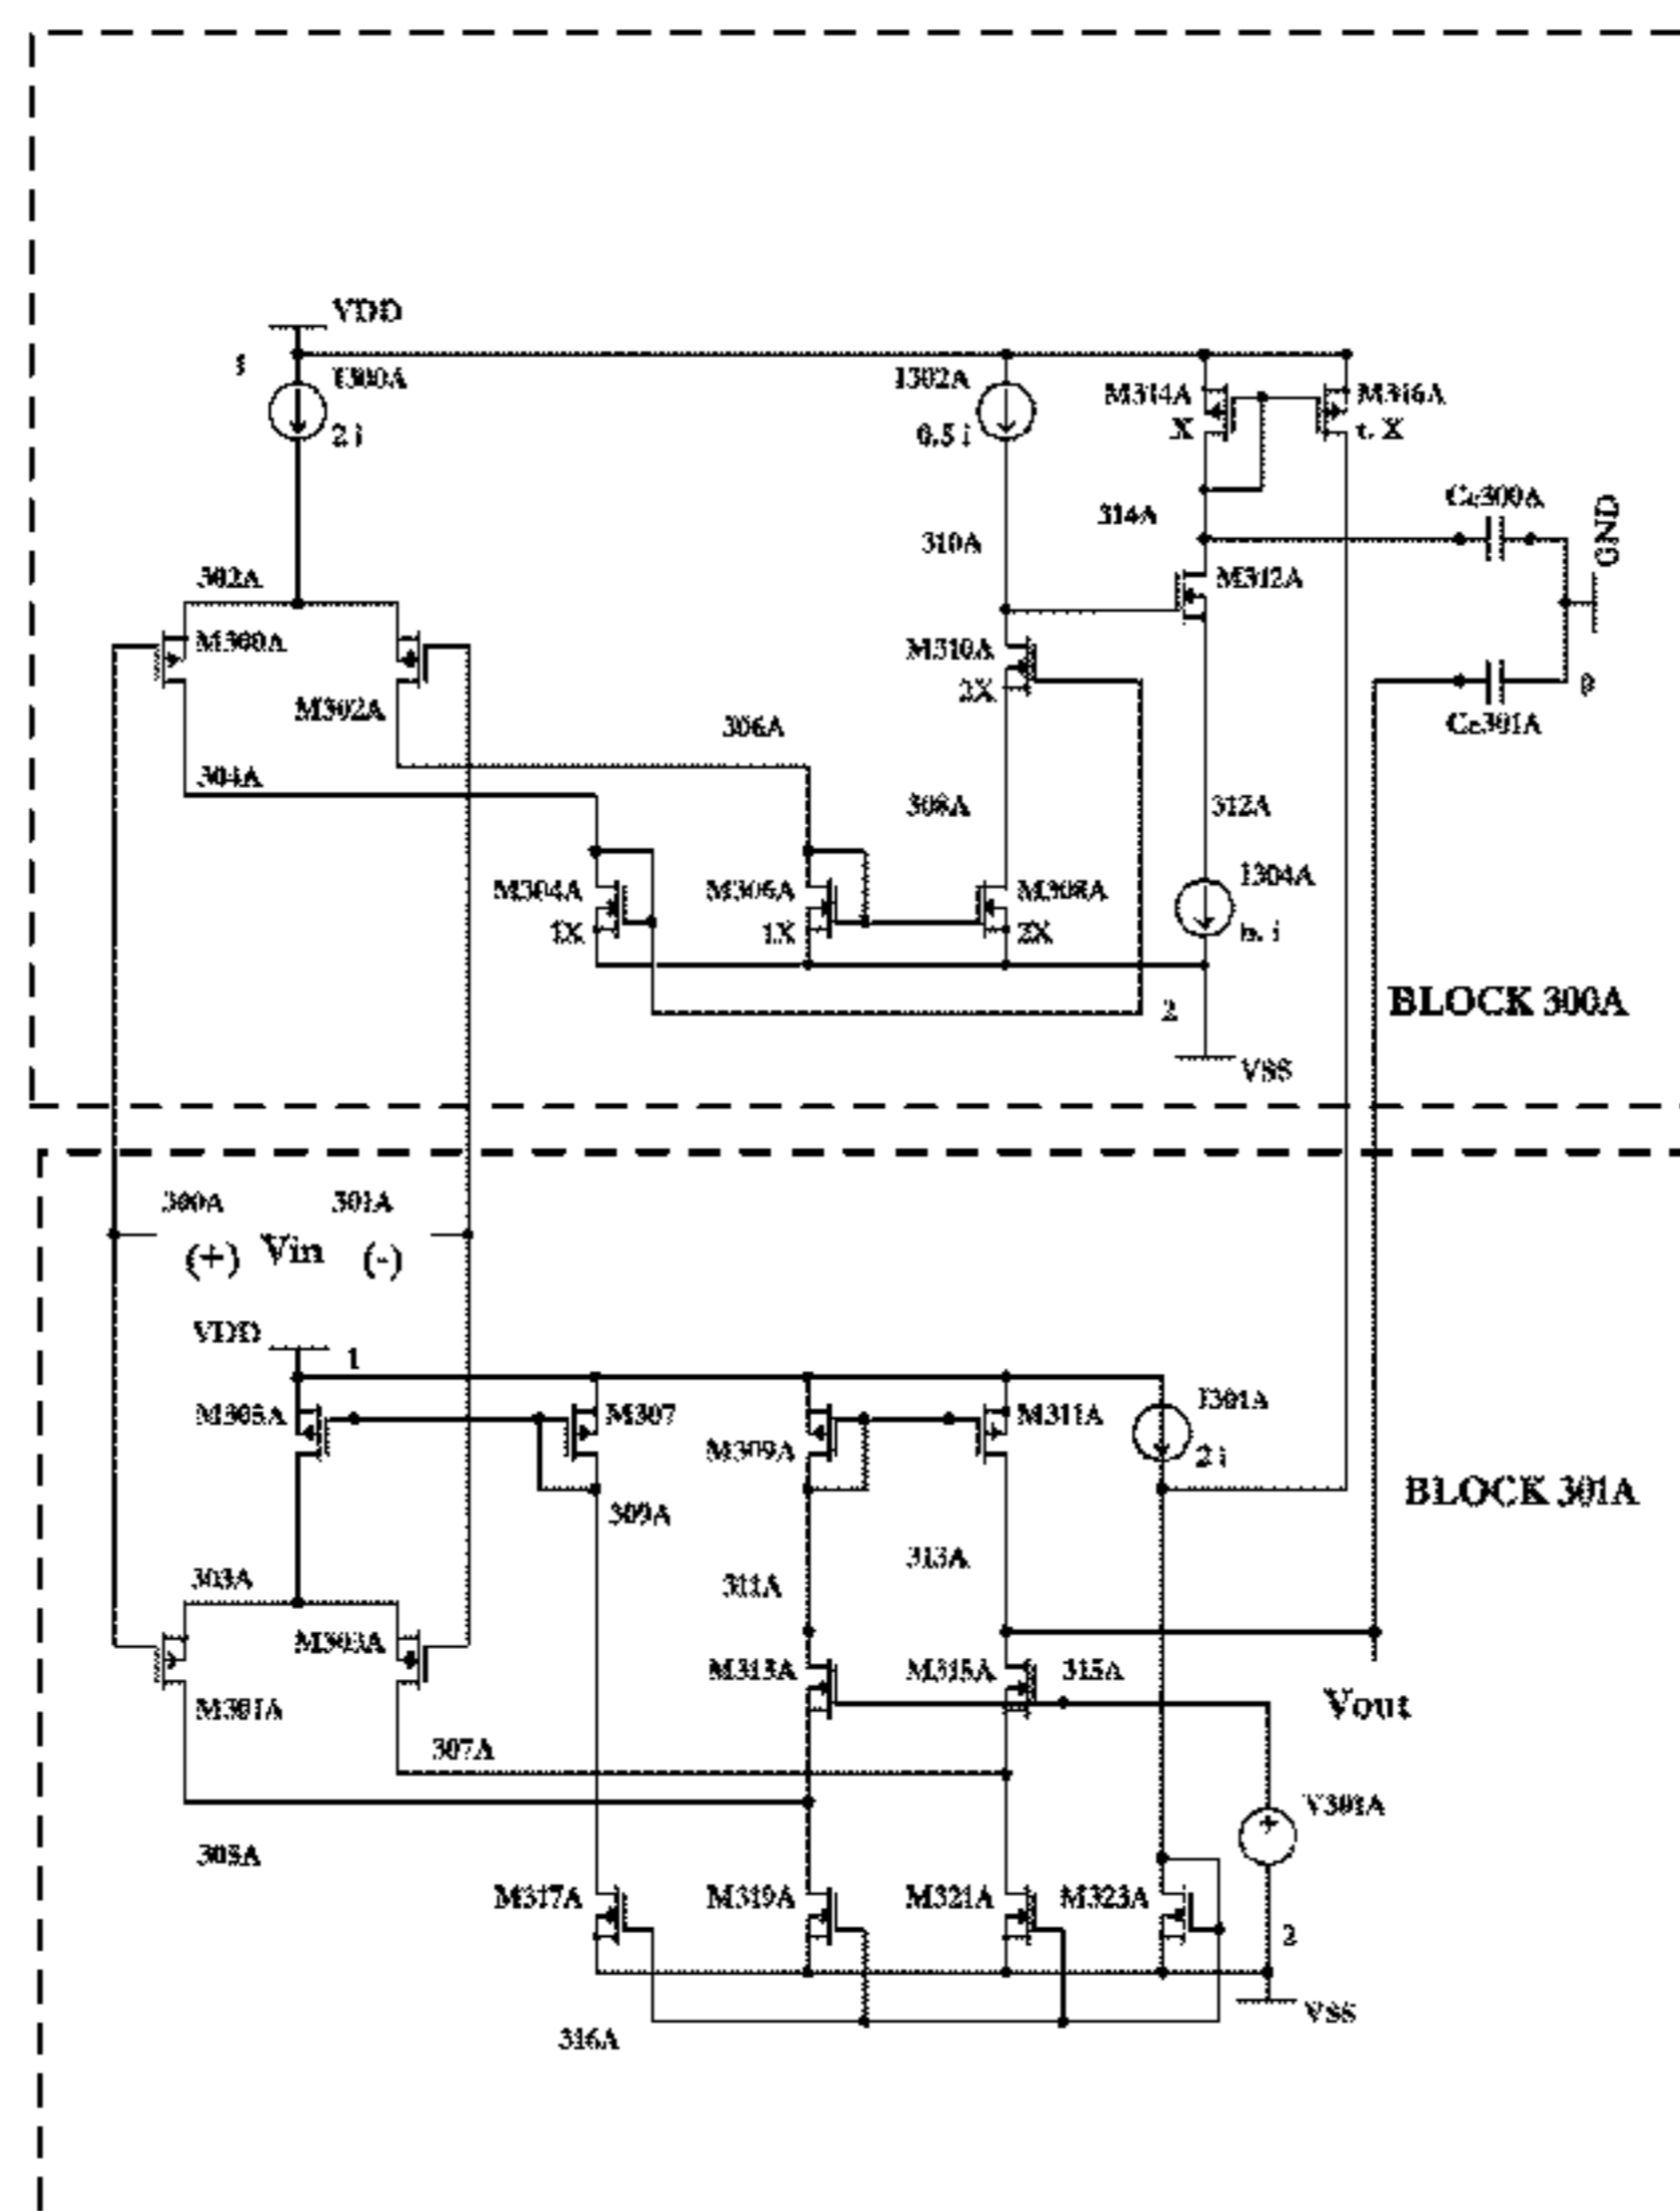 VDD
I300A
2 i
I302A
0.5 i
M314A
X
M316A
t. X
314A
310A
Cc300A
GND
302A
M300A
M302A
M312A
M310A
2X
Cc301A
306A
304A
308A
312A
M304A
1X
M306A
1X
M308A
2X
I304A
2
VSS
BLOCK 300A
300A
301A
(+) Vin (-)
VDD
1
M305A
M307
M309A
M311A
I301A
2 i
309A
BLOCK 301A
303A
311A
313A
M303A
M301A
M313A
M315A
315A
Vout
307A
V301A
305A
M317A
M319A
M321A
M323A
2
VSS
316A